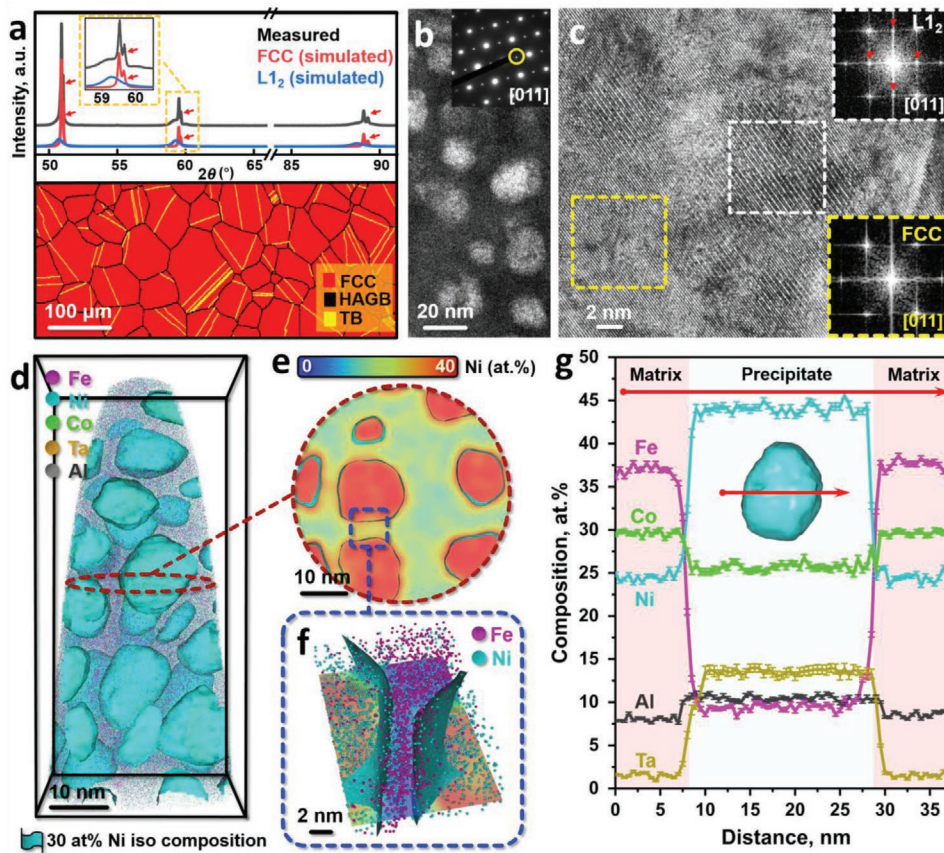 a
Intensity, a.u.
Measured
FCC (simulated)
L1₂ (simulated)
59 60
50 55 60 85 90
2θ (°)
FCC
HAGB
TB
100 µm
b
[011]
20 nm
c
L1₂
[011]
FCC
[011]
2 nm
d
Fe
Ni
Co
Ta
Al
10 nm
30 at% Ni iso composition
e
0 40 Ni (at.%)
10 nm
f
Fe
Ni
2 nm
g
Composition, at.%
50
45
40
35
30
25
20
15
10
5
0
Matrix Precipitate Matrix
Fe
Co
Ni
Al
Ta
0 5 10 15 20 25 30 35
Distance, nm